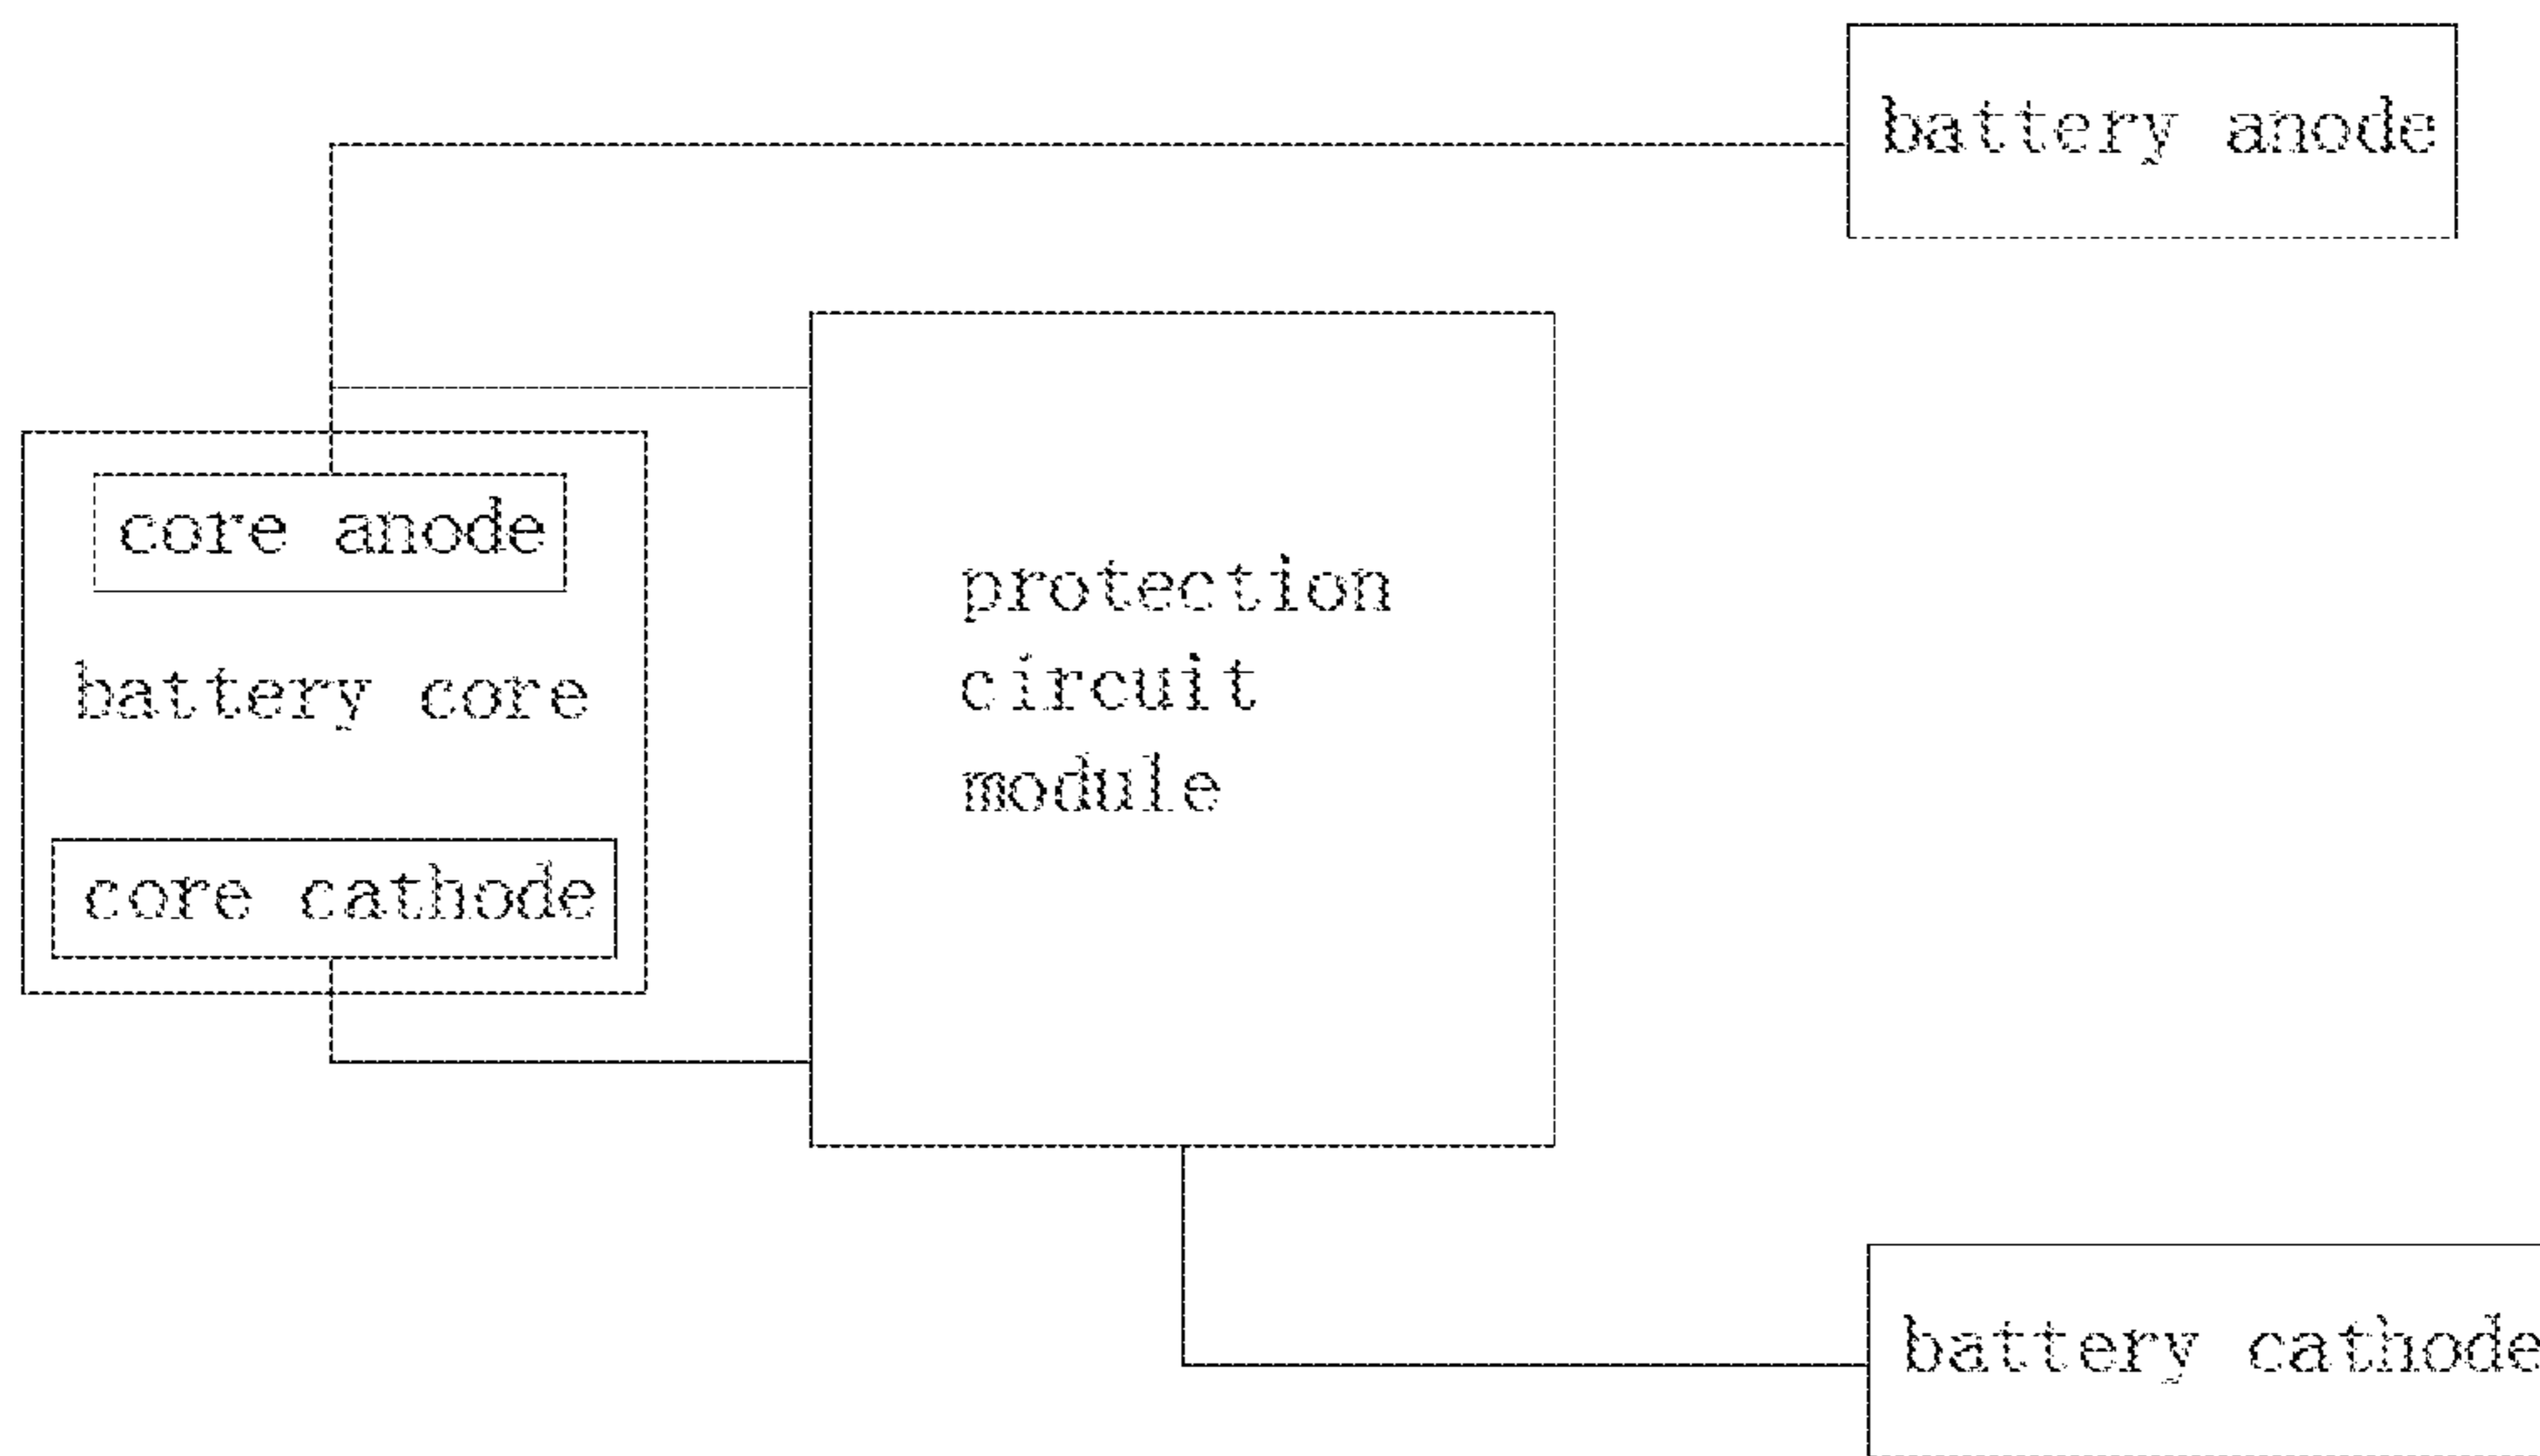 battery anode
core anode
battery core
core cathode
protection
circuit
module
battery cathode